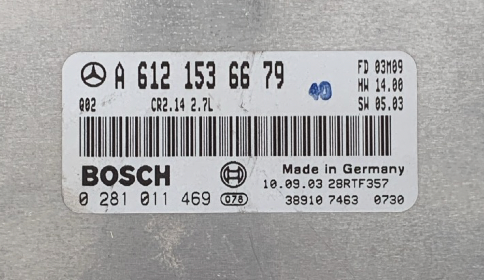 A 612 153 66 79
FD 03M09
HW 14.00
SW 05.03
Q02 CR2.14 2.7L
40
BOSCH
Made in Germany
10.09.03 28RTF357
0 281 011 469 078
38910 7463 0730